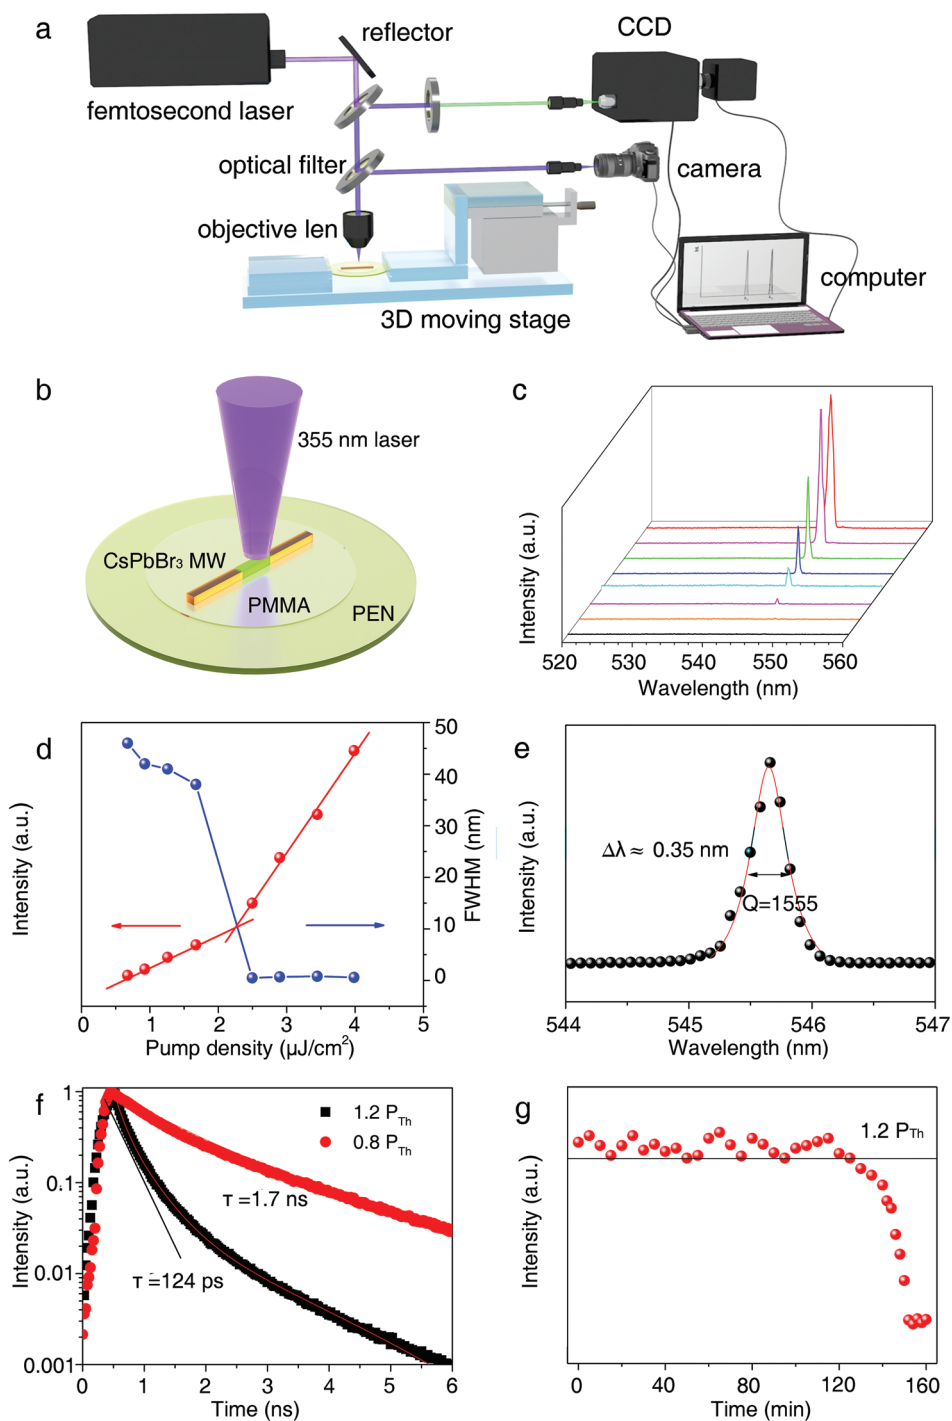 a
reflector
CCD
femtosecond laser
optical filter
camera
objective len
computer
3D moving stage
b
355 nm laser
CsPbBr₃ MW
PMMA
PEN
c
Intensity (a.u.)
520
530
540
550
560
Wavelength (nm)
d
Intensity (a.u.)
50
40
30
20
10
0
FWHM (nm)
0
1
2
3
4
5
Pump density (µJ/cm²)
e
Intensity (a.u.)
Δλ≈ 0.35 nm
Q=1555
544
545
546
547
Wavelength (nm)
f
Intensity (a.u.)
1
0.1
0.01
0.001
1.2 P_Th
0.8 P_Th
τ =1.7 ns
τ =124 ps
0
1
2
3
4
5
6
Time (ns)
g
Intensity (a.u.)
1.2 P_Th
0
40
80
120
160
Time (min)